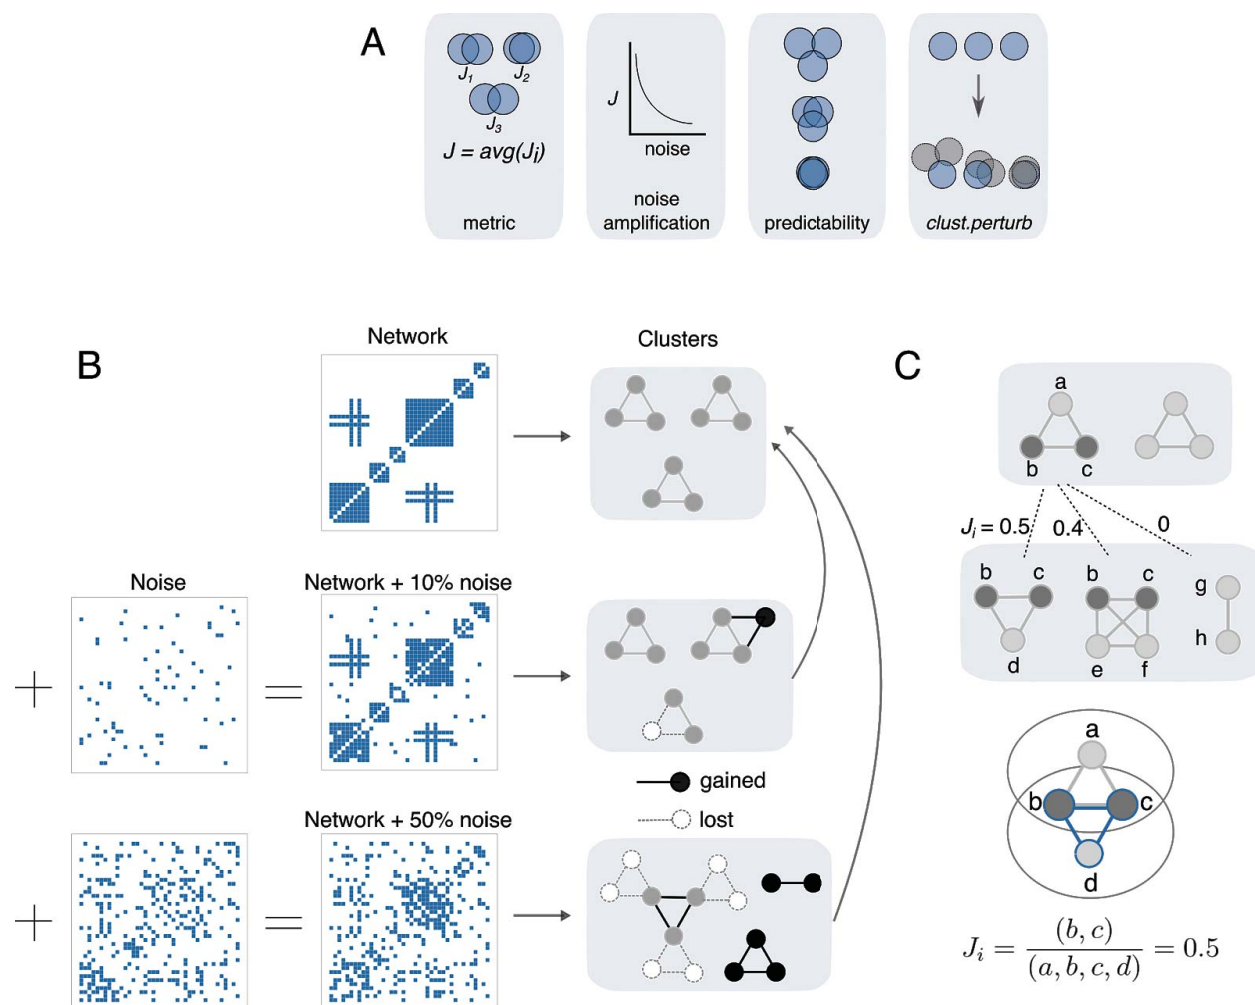 A
J1
J2
J3
J = avg(Ji)
metric
J
noise
noise
amplification
predictability
clust.perturb
B
Network
Clusters
Noise
Network + 10% noise
gained
lost
Network + 50% noise
+
=
+
=
C
a
b
c
Ji = 0.5
0.4
0
b
c
b
c
g
d
e
f
h
a
b
c
d
Ji = (b, c) / (a, b, c, d) = 0.5